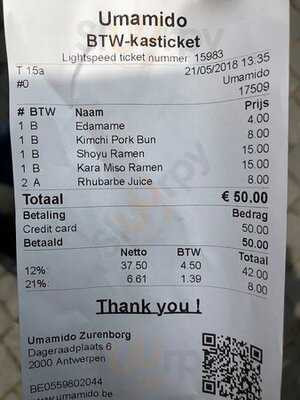 Umamido
BTW-kasticket
Lightspeed ticket nummer: 15983
T 15a 21/05/2018 13:35
#0 Umamido
17509
# BTW Naam Prijs
1 B Edamame 4.00
1 B Kimchi Pork Bun 8.00
1 B Shoyu Ramen 15.00
1 B Kara Miso Ramen 15.00
2 A Rhubarbe Juice 8.00
Totaal € 50.00
Betaling Bedrag
Credit card 50.00
Betaald 50.00
Netto BTW Totaal
12%: 37.50 4.50 42.00
21%: 6.61 1.39 8.00
Thank you !
Umamido Zurenborg
Dageraadplaats 6
2000 Antwerpen
BE0559802044
www.umamido.be